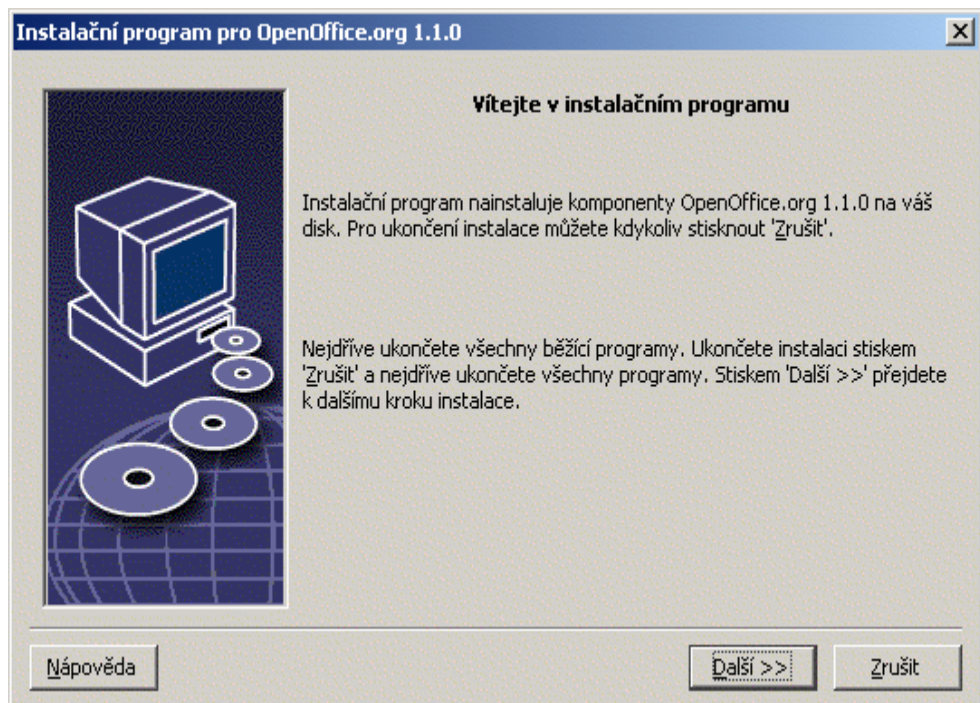 Instalační program pro OpenOffice.org 1.1.0
Vítejte v instalačním programu
Instalační program nainstaluje komponenty OpenOffice.org 1.1.0 na váš
disk. Pro ukončení instalace můžete kdykoliv stisknout 'Zrušit'.
Nejdříve ukončete všechny běžící programy. Ukončete instalaci stiskem
'Zrušit' a nejdříve ukončete všechny programy. Stiskem 'Další >>' přejdete
k dalšímu kroku instalace.
Nápověda
Další >>
Zrušit